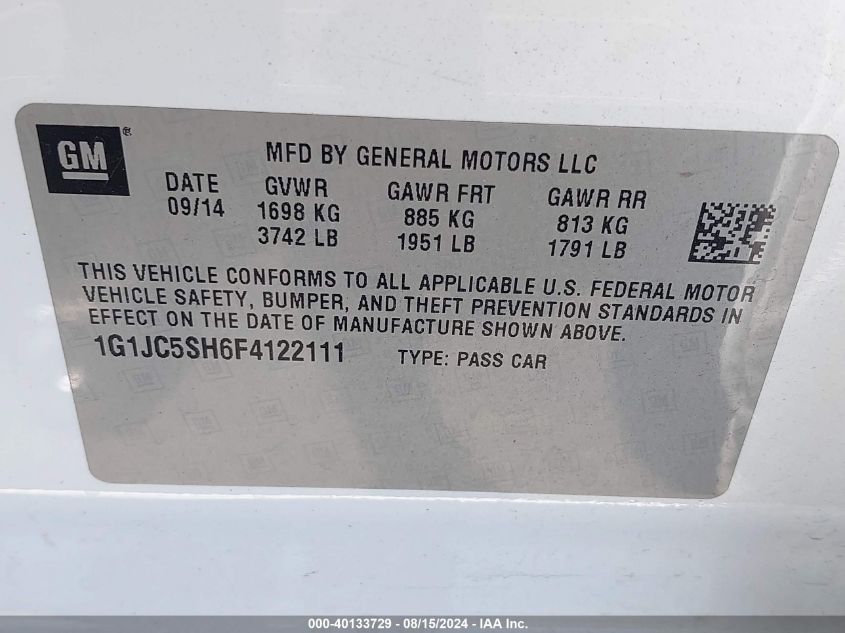 GM ®
MFD BY GENERAL MOTORS LLC
DATE GVWR GAWR FRT GAWR RR
09/14 1698 KG 885 KG 813 KG
3742 LB 1951 LB 1791 LB
THIS VEHICLE CONFORMS TO ALL APPLICABLE U.S. FEDERAL MOTOR
VEHICLE SAFETY, BUMPER, AND THEFT PREVENTION STANDARDS IN
EFFECT ON THE DATE OF MANUFACTURE SHOWN ABOVE.
1G1JC5SH6F4122111 TYPE: PASS CAR
000-40133729 - 08/15/2024 - IAA Inc.